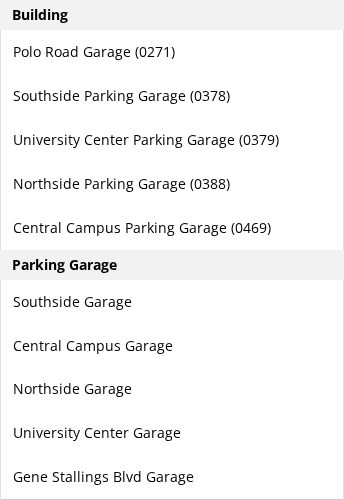 Building
Polo Road Garage (0271)
Southside Parking Garage (0378)
University Center Parking Garage (0379)
Northside Parking Garage (0388)
Central Campus Parking Garage (0469)
Parking Garage
Southside Garage
Central Campus Garage
Northside Garage
University Center Garage
Gene Stallings Blvd Garage